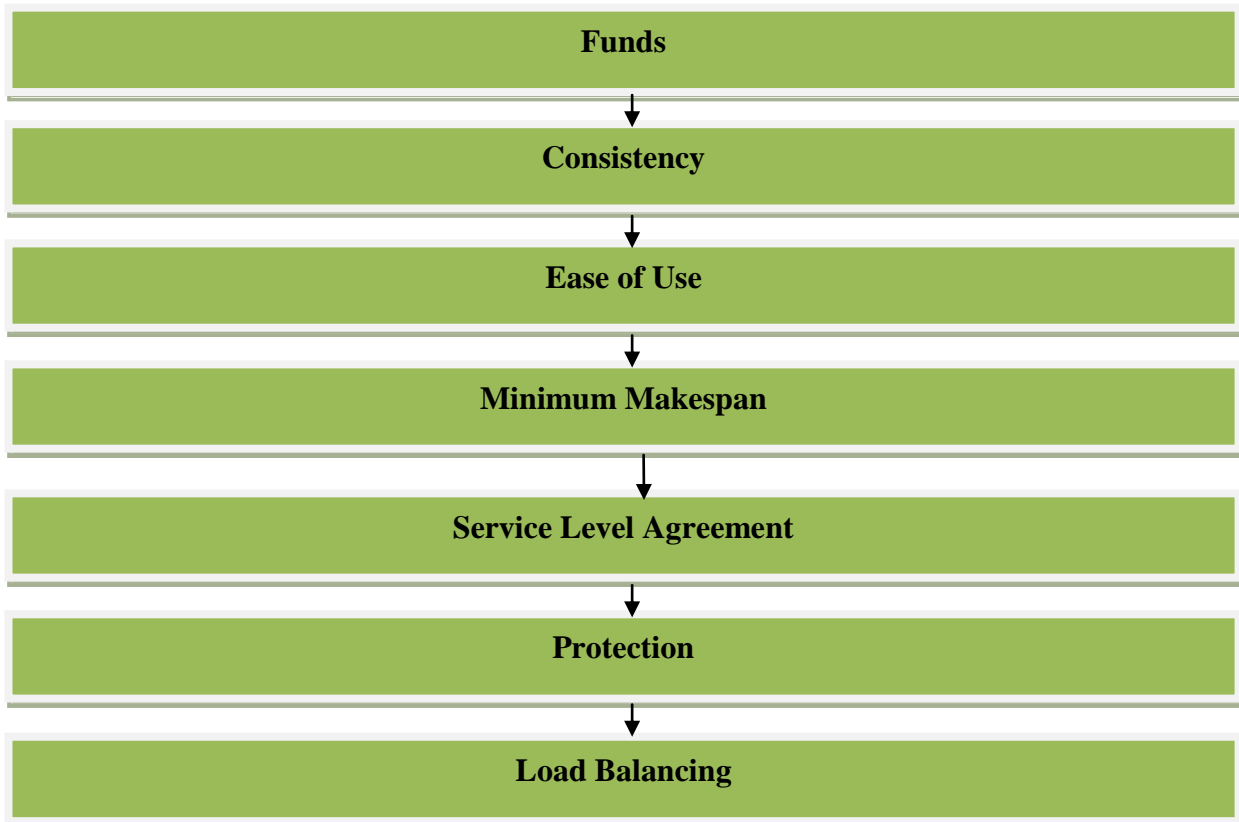 Funds
Consistency
Ease of Use
Minimum Makespan
Service Level Agreement
Protection
Load Balancing